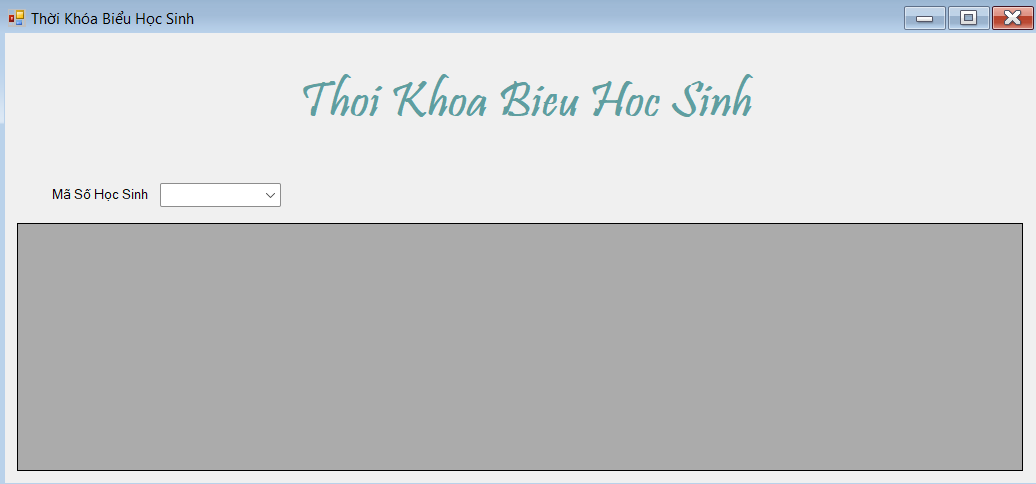 Thời Khóa Biểu Học Sinh
Thoi Khoa Bieu Hoc Sinh
Mã Số Học Sinh